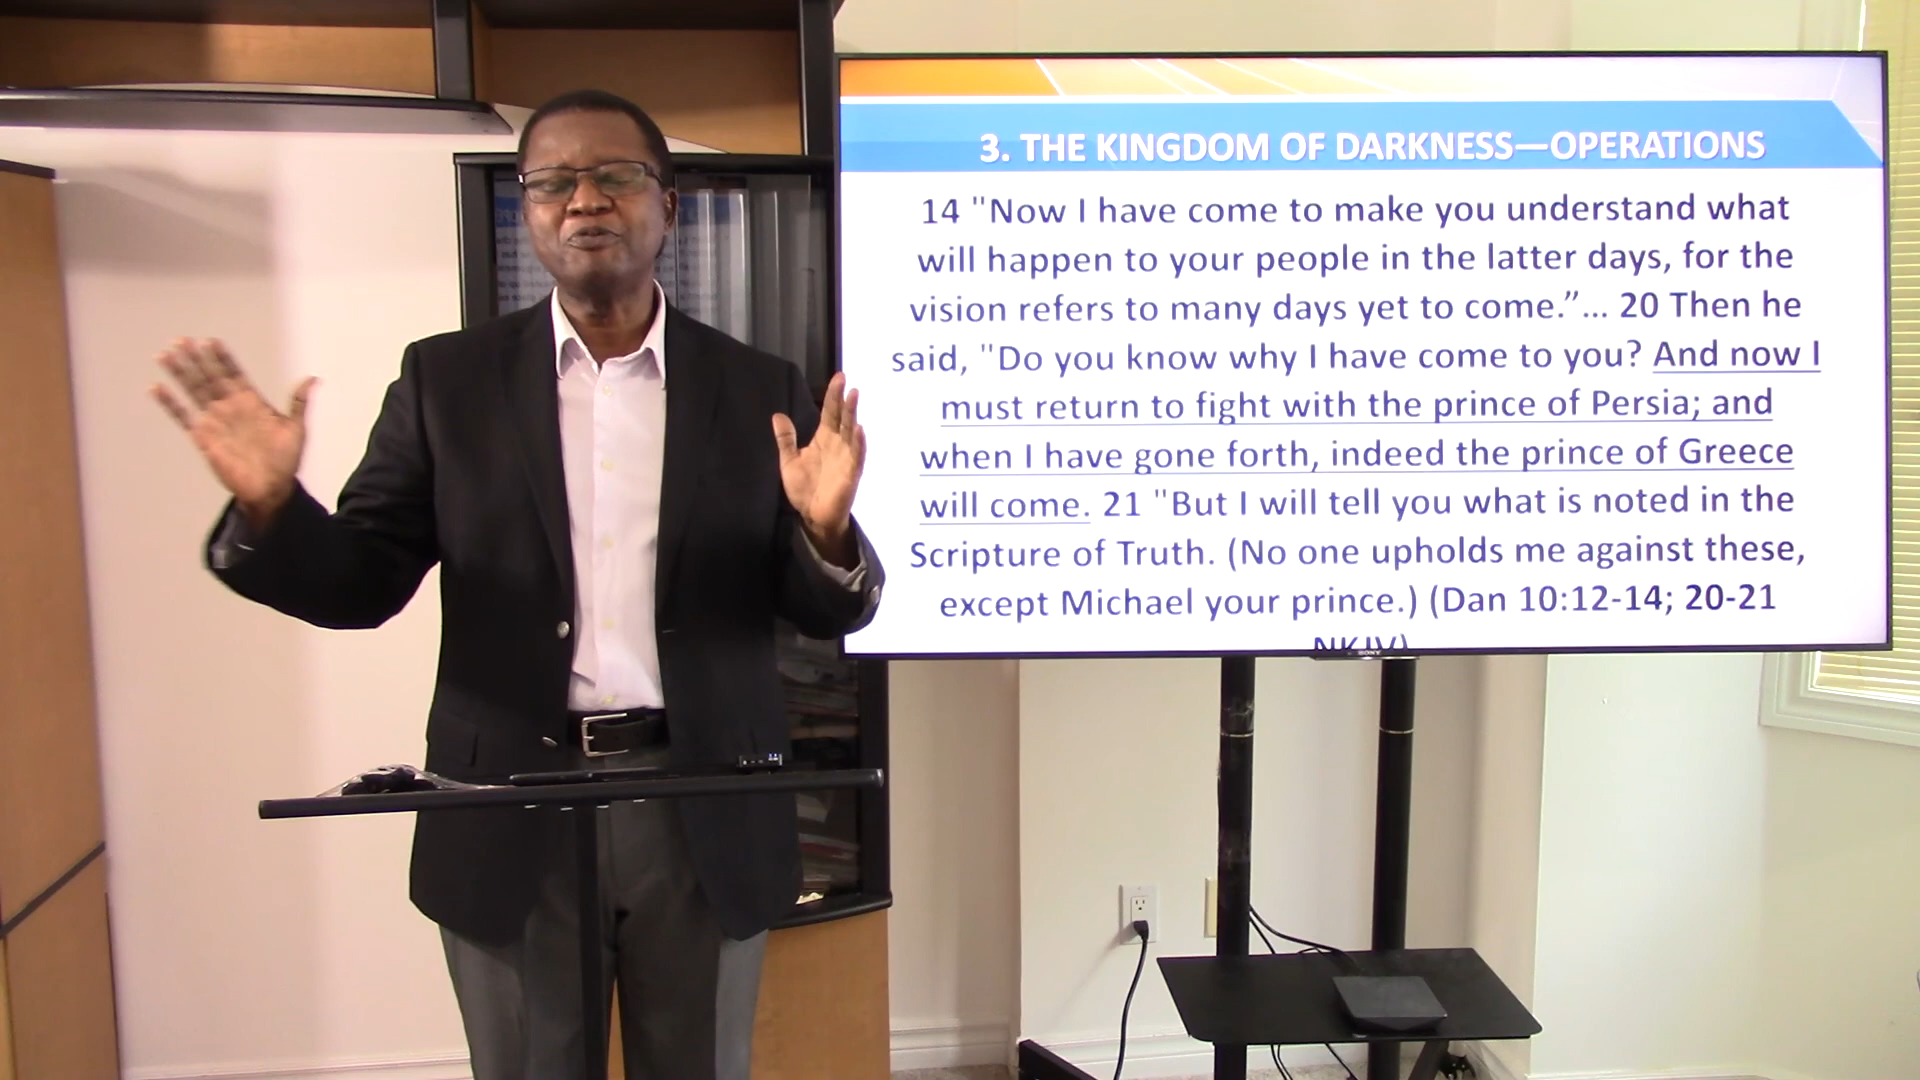 3. THE KINGDOM OF DARKNESS—OPERATIONS
14 "Now I have come to make you understand what
will happen to your people in the latter days, for the
vision refers to many days yet to come.”... 20 Then he
said, "Do you know why I have come to you? And now I
must return to fight with the prince of Persia; and
when I have gone forth, indeed the prince of Greece
will come. 21 "But I will tell you what is noted in the
Scripture of Truth. (No one upholds me against these,
except Michael your prince.) (Dan 10:12-14; 20-21
NKJV)
SONY